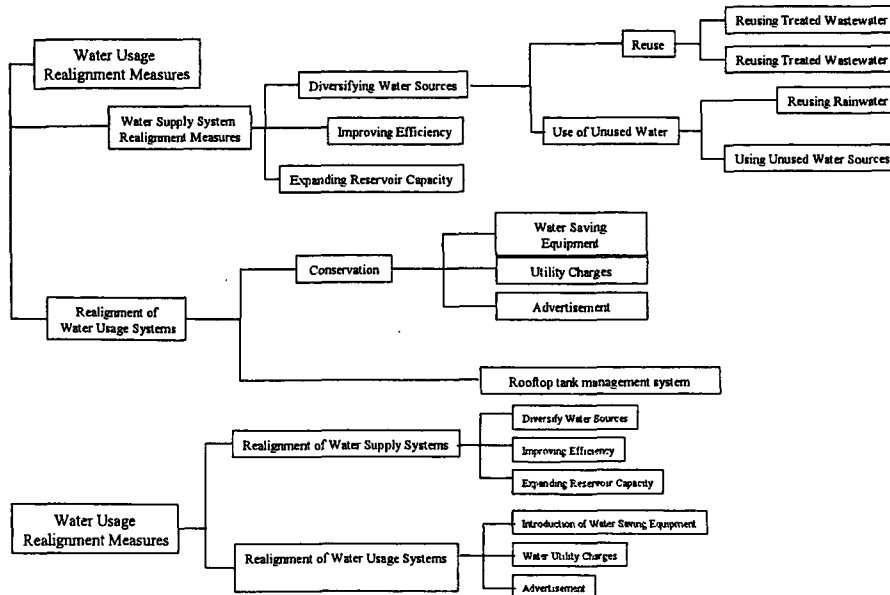 Reusing Treated Wastewater
Water Usage
Realignment Measures
Reuse
Reusing Treated Wastewater
Diversifying Water Sources
Reusing Rainwater
Water Supply System
Realignment Measures
Improving Efficiency
Use of Unused Water
Using Unused Water Sources
Expanding Reservoir Capacity
Water Saving
Equipment
Conservation
Utility Charges
Advertisement
Realignment of
Water Usage Systems
Rooftop tank management system
Diversify Water Sources
Realignment of Water Supply Systems
Improving Efficiency
Expanding Reservoir Capacity
Water Usage
Realignment Measures
Introduction of Water Saving Equipment
Realignment of Water Usage Systems
Water Utility Charges
Advertisement